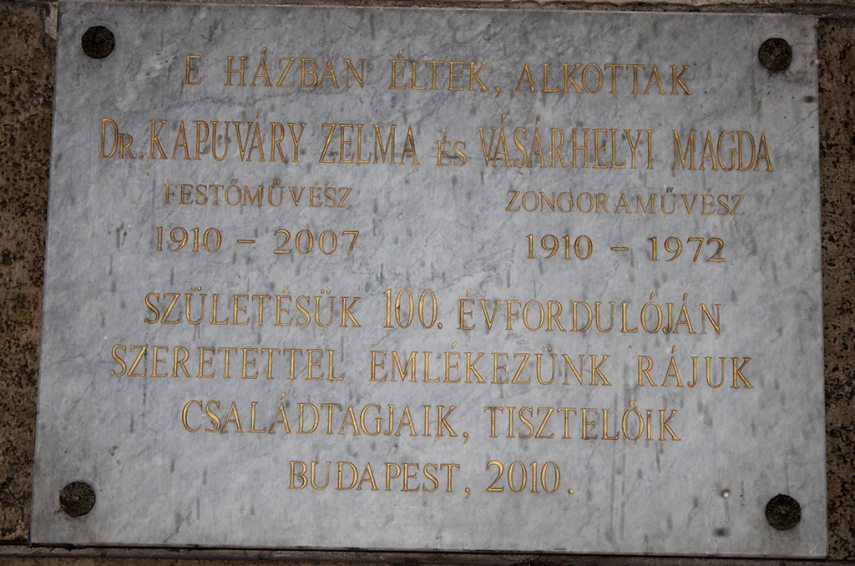 E HÁZBAN ÉLTEK, ALKOTTAK
DR. KAPUVÁRY ZELMA ÉS VÁSÁRHELYI MAGDA
FESTŐMŰVÉSZ ZONGORAMŰVÉSZ
1910 – 2007 1910 – 1972
SZÜLETÉSÜK 100. ÉVFORDULÓJÁN
SZERETETTEL EMLÉKEZÜNK RÁJUK
CSALÁDTAGJAIK, TISZTELŐIK
BUDAPEST, 2010.